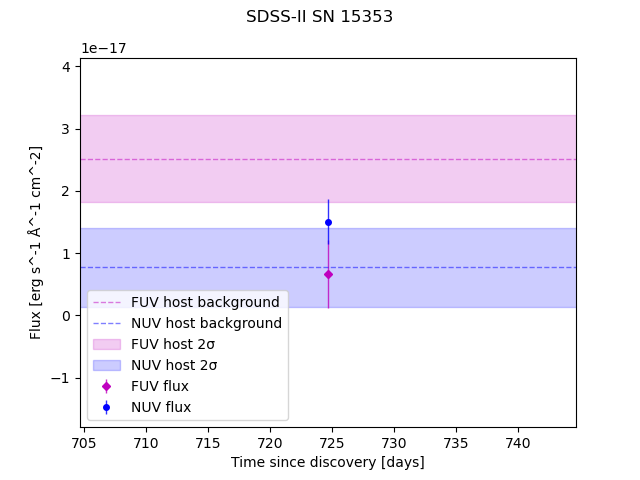 SDSS-II SN 15353
1e−17
4
3
2
1
0
−1
Flux [erg s^-1 Å^-1 cm^-2]
FUV host background
NUV host background
FUV host 2σ
NUV host 2σ
FUV flux
NUV flux
705 710 715 720 725 730 735 740
Time since discovery [days]